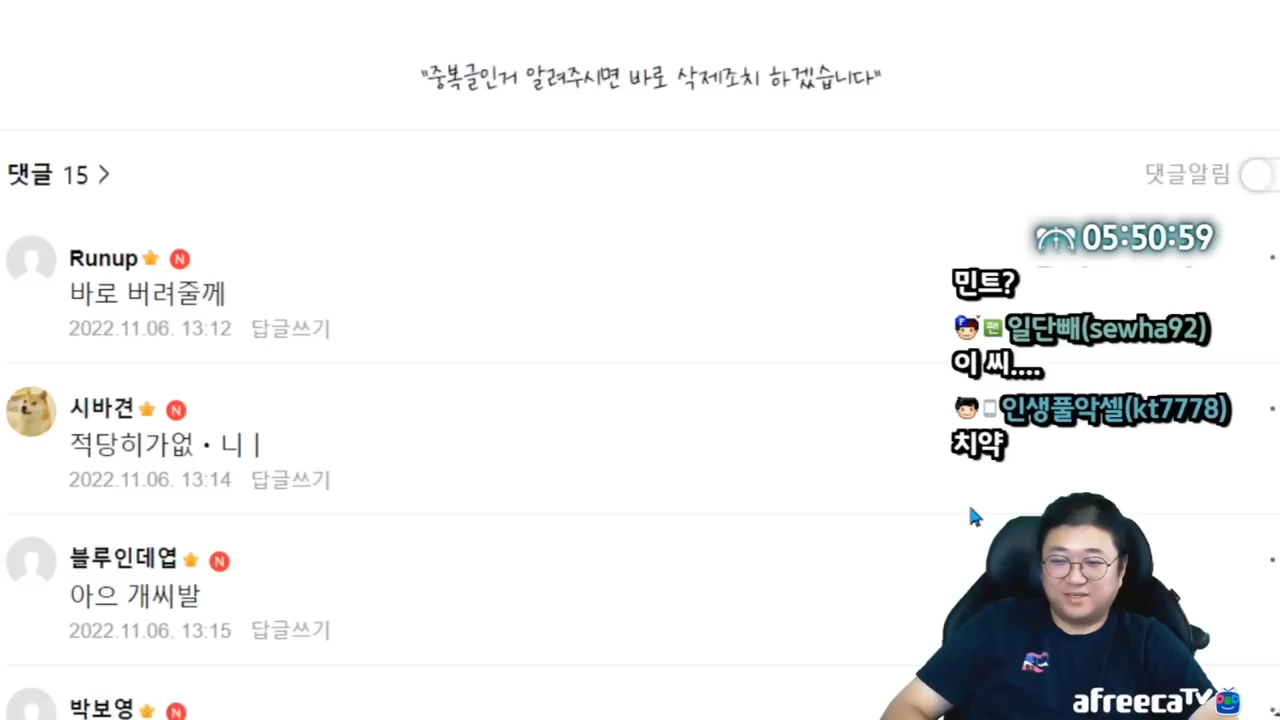 "중복글인거 알려주시면 바로 삭제조치 하겠습니다"
댓글 15 >
댓글알림
Runup N
바로 버려줄께
2022.11.06. 13:12 답글쓰기
시바견 N
적당히가없・니ㅣ
2022.11.06. 13:14 답글쓰기
블루인데엽 N
아으 개씨발
2022.11.06. 13:15 답글쓰기
박보영 N
05:50:59
민트?
F 팬 일단빼(sewha92)
이 씨....
인생풀악셀(kt7778)
치약
afreecaTV